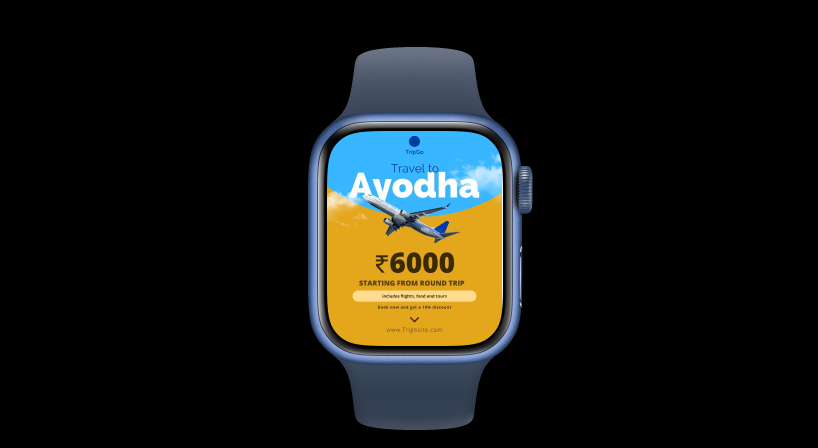 TripGo
Travel to
Ayodha
₹6000
STARTING FROM ROUND TRIP
includes flights, food and tours
Book now and get a 10% discount
www.Trigosite.com